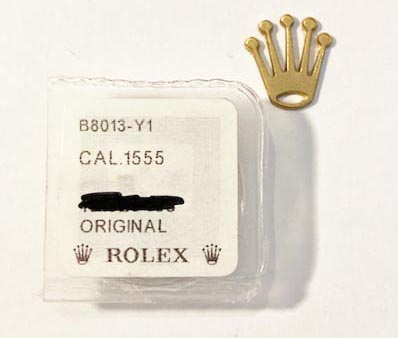 B8013-Y1
CAL.1555
ORIGINAL
ROLEX